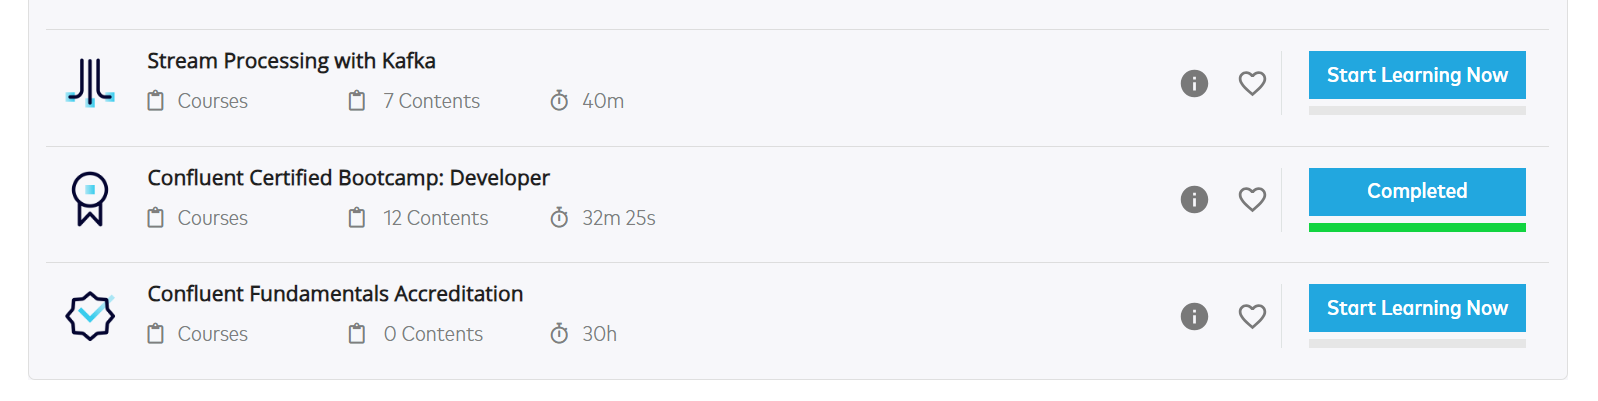 Stream Processing with Kafka
Courses 7 Contents 40m
Start Learning Now
Confluent Certified Bootcamp: Developer
Courses 12 Contents 32m 25s
Completed
Confluent Fundamentals Accreditation
Courses 0 Contents 30h
Start Learning Now